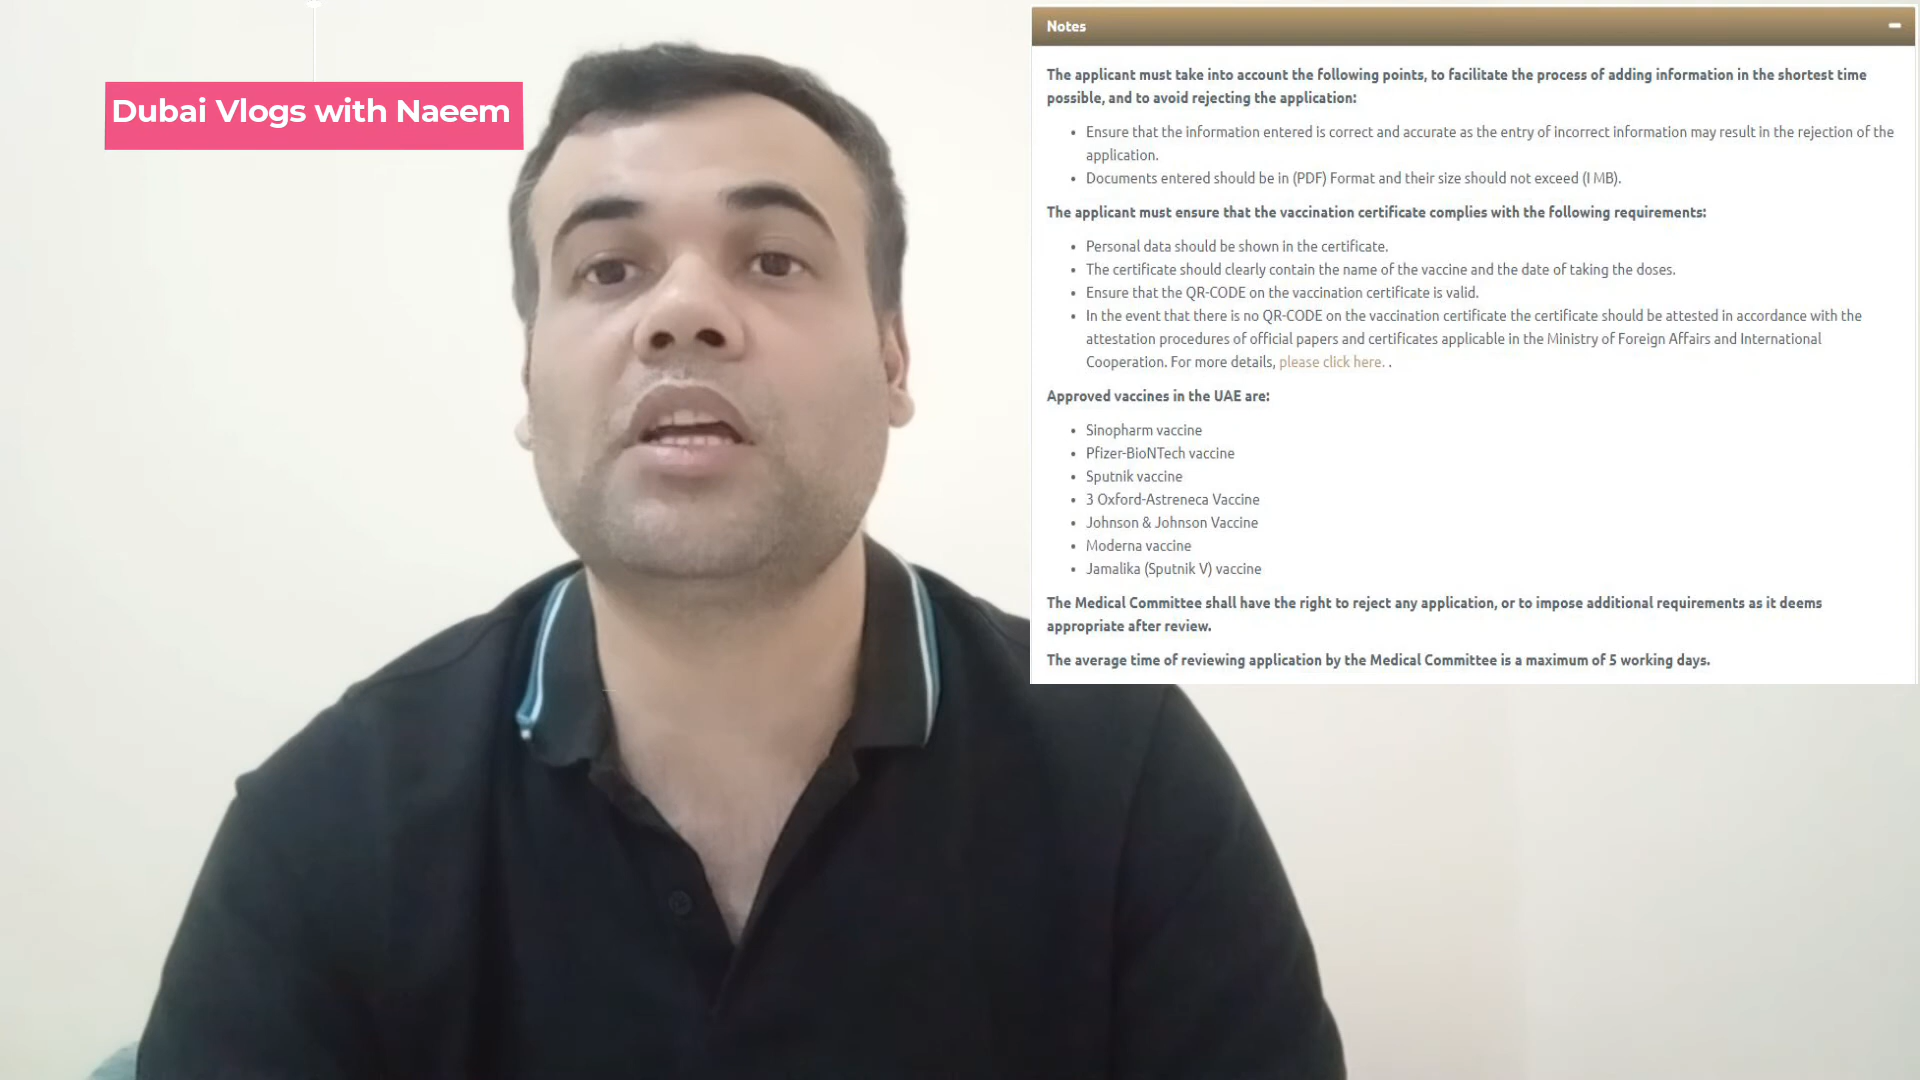 Dubai Vlogs with Naeem
Notes
The applicant must take into account the following points, to facilitate the process of adding information in the shortest time
possible, and to avoid rejecting the application:
Ensure that the information entered is correct and accurate as the entry of incorrect information may result in the rejection of the
application.
Documents entered should be in (PDF) Format and their size should not exceed (I MB).
The applicant must ensure that the vaccination certificate complies with the following requirements:
Personal data should be shown in the certificate.
The certificate should clearly contain the name of the vaccine and the date of taking the doses.
Ensure that the QR-CODE on the vaccination certificate is valid.
In the event that there is no QR-CODE on the vaccination certificate the certificate should be attested in accordance with the
attestation procedures of official papers and certificates applicable in the Ministry of Foreign Affairs and International
Cooperation. For more details, please click here. .
Approved vaccines in the UAE are:
Sinopharm vaccine
Pfizer-BioNTech vaccine
Sputnik vaccine
3 Oxford-Astreneca Vaccine
Johnson & Johnson Vaccine
Moderna vaccine
Jamalika (Sputnik V) vaccine
The Medical Committee shall have the right to reject any application, or to impose additional requirements as it deems
appropriate after review.
The average time of reviewing application by the Medical Committee is a maximum of 5 working days.